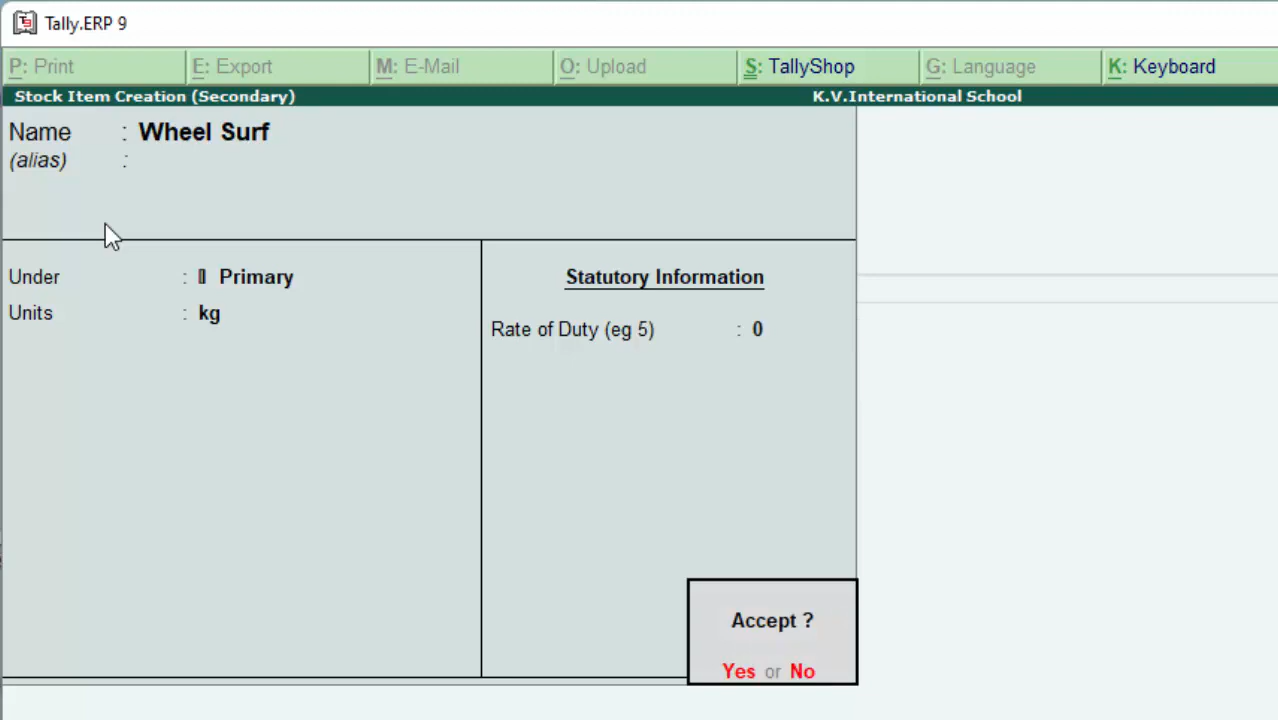 Tally.ERP 9
P: Print E: Export M: E-Mail O: Upload S: TallyShop G: Language K: Keyboard
Stock Item Creation (Secondary) K.V.International School
Name : Wheel Surf
(alias) :
Under : Primary Statutory Information
Units : kg
Rate of Duty (eg 5) : 0
Accept ?
Yes or No